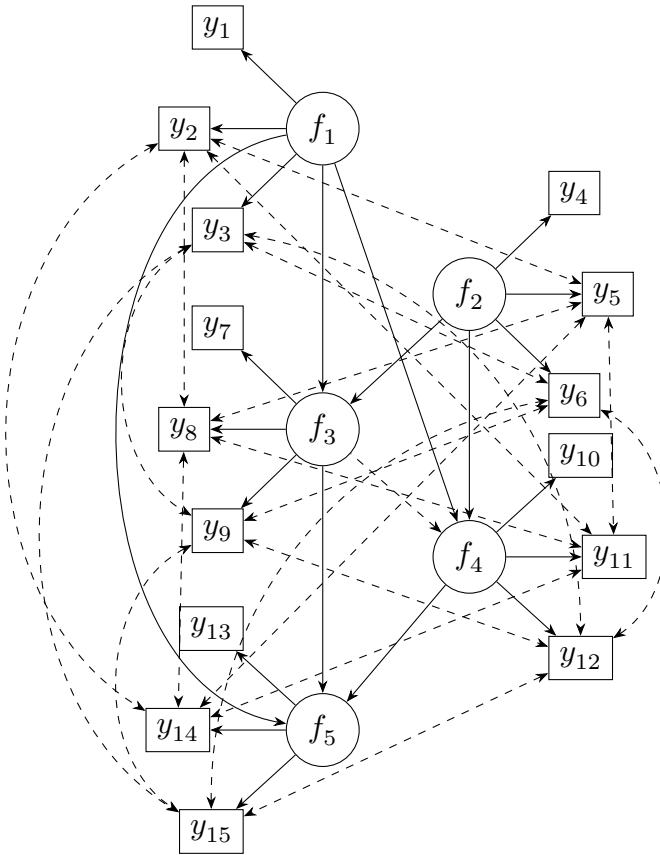 y₁
y₂
f₁
y₃
y₄
f₂
y₅
y₇
y₆
y₈
f₃
y₁₀
y₉
f₄
y₁₁
y₁₃
y₁₂
y₁₄
f₅
y₁₅